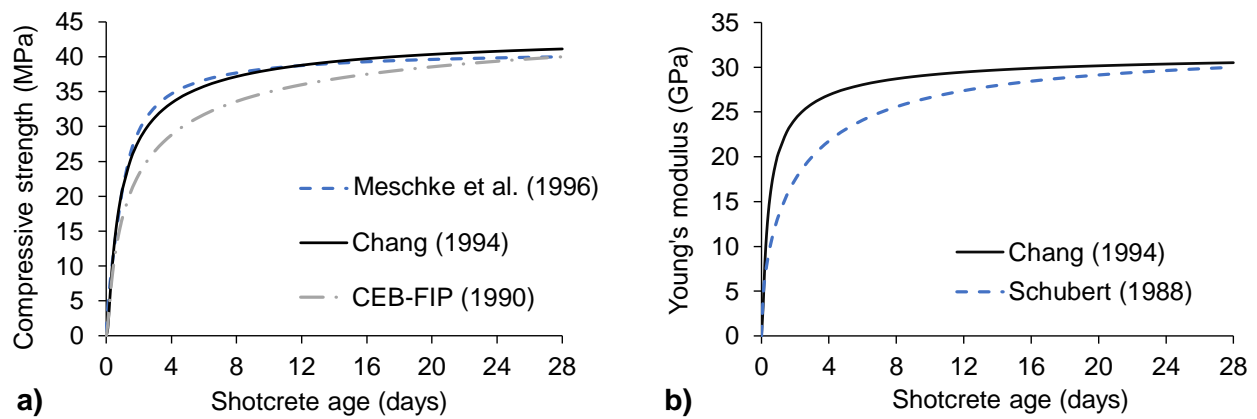 Compressive strength (MPa)
50
45
40
35
30
25
20
15
10
5
0
0 4 8 12 16 20 24 28
Shotcrete age (days)
Meschke et al. (1996)
Chang (1994)
CEB-FIP (1990)
a)
Young's modulus (GPa)
35
30
25
20
15
10
5
0
0 4 8 12 16 20 24 28
Shotcrete age (days)
Chang (1994)
Schubert (1988)
b)